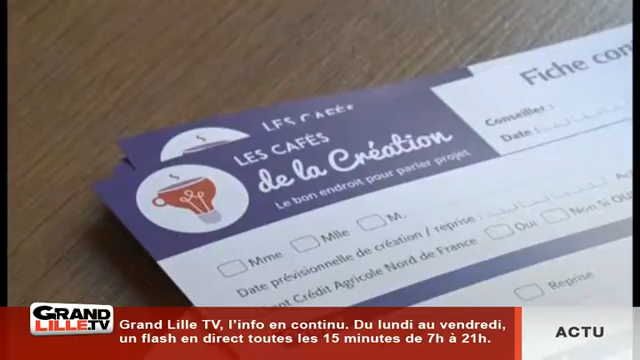 LES CAFÉS
LES CAFÉS
de la Création
Le bon endroit pour parler projet
Fiche
Conseiller :
Date :
Mme Mlle M.
Date prévisionnelle de création / reprise :
Crédit Agricole Nord de France Oui Non Si
Reprise
GRAND
LILLE.TV
Grand Lille TV, l'info en continu. Du lundi au vendredi,
un flash en direct toutes les 15 minutes de 7h à 21h.
ACTU